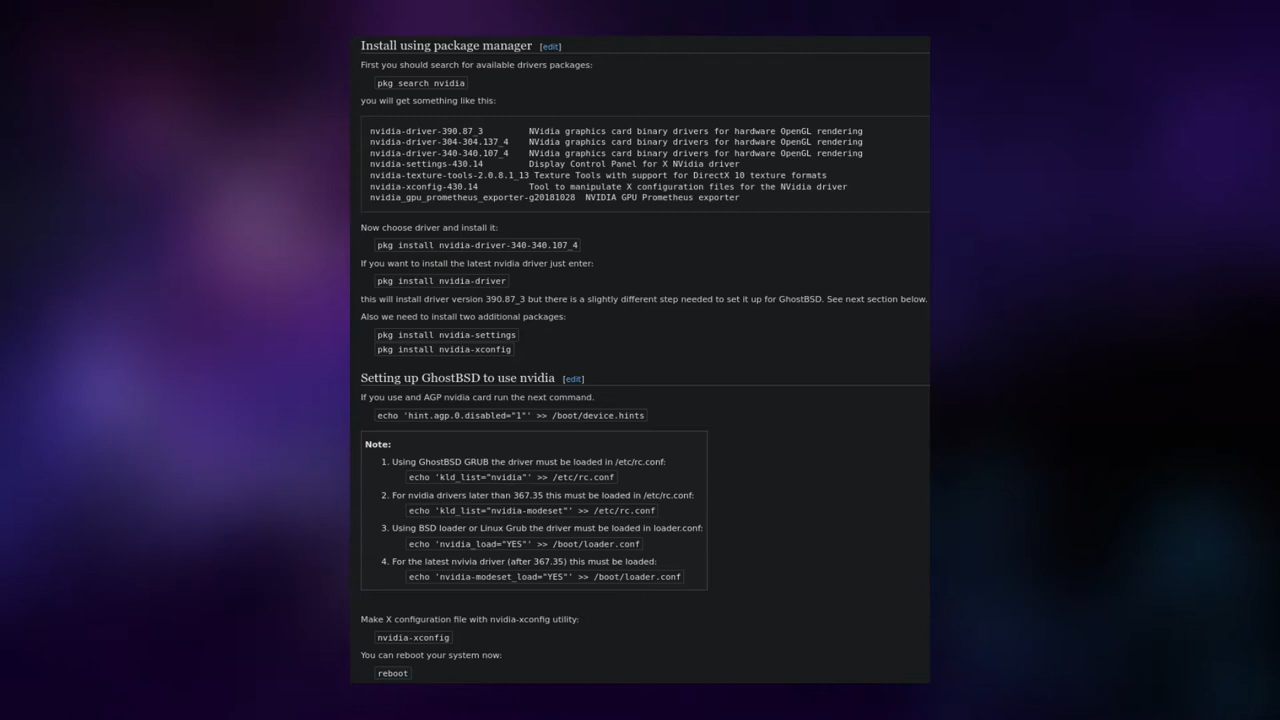 Install using package manager [edit]
First you should search for available drivers packages:
pkg search nvidia
you will get something like this:
nvidia-driver-390.87_3 NVidia graphics card binary drivers for hardware OpenGL rendering
nvidia-driver-304-304.137_4 NVidia graphics card binary drivers for hardware OpenGL rendering
nvidia-driver-340-340.107_4 NVidia graphics card binary drivers for hardware OpenGL rendering
nvidia-settings-430.14 Display Control Panel for X NVidia driver
nvidia-texture-tools-2.0.8.1_13 Texture Tools with support for DirectX 10 texture formats
nvidia-xconfig-430.14 Tool to manipulate X configuration files for the NVidia driver
nvidia_gpu_prometheus_exporter-g20181028 NVIDIA GPU Prometheus exporter
Now choose driver and install it:
pkg install nvidia-driver-340-340.107_4
If you want to install the latest nvidia driver just enter:
pkg install nvidia-driver
this will install driver version 390.87_3 but there is a slightly different step needed to set it up for GhostBSD. See next section below.
Also we need to install two additional packages:
pkg install nvidia-settings
pkg install nvidia-xconfig
Setting up GhostBSD to use nvidia [edit]
If you use and AGP nvidia card run the next command.
echo 'hint.agp.0.disabled="1"' >> /boot/device.hints
Note:
1. Using GhostBSD GRUB the driver must be loaded in /etc/rc.conf:
echo 'kld_list="nvidia"' >> /etc/rc.conf
2. For nvidia drivers later than 367.35 this must be loaded in /etc/rc.conf:
echo 'kld_list="nvidia-modeset"' >> /etc/rc.conf
3. Using BSD loader or Linux Grub the driver must be loaded in loader.conf:
echo 'nvidia_load="YES"' >> /boot/loader.conf
4. For the latest nvivia driver (after 367.35) this must be loaded:
echo 'nvidia-modeset_load="YES"' >> /boot/loader.conf
Make X configuration file with nvidia-xconfig utility:
nvidia-xconfig
You can reboot your system now:
reboot